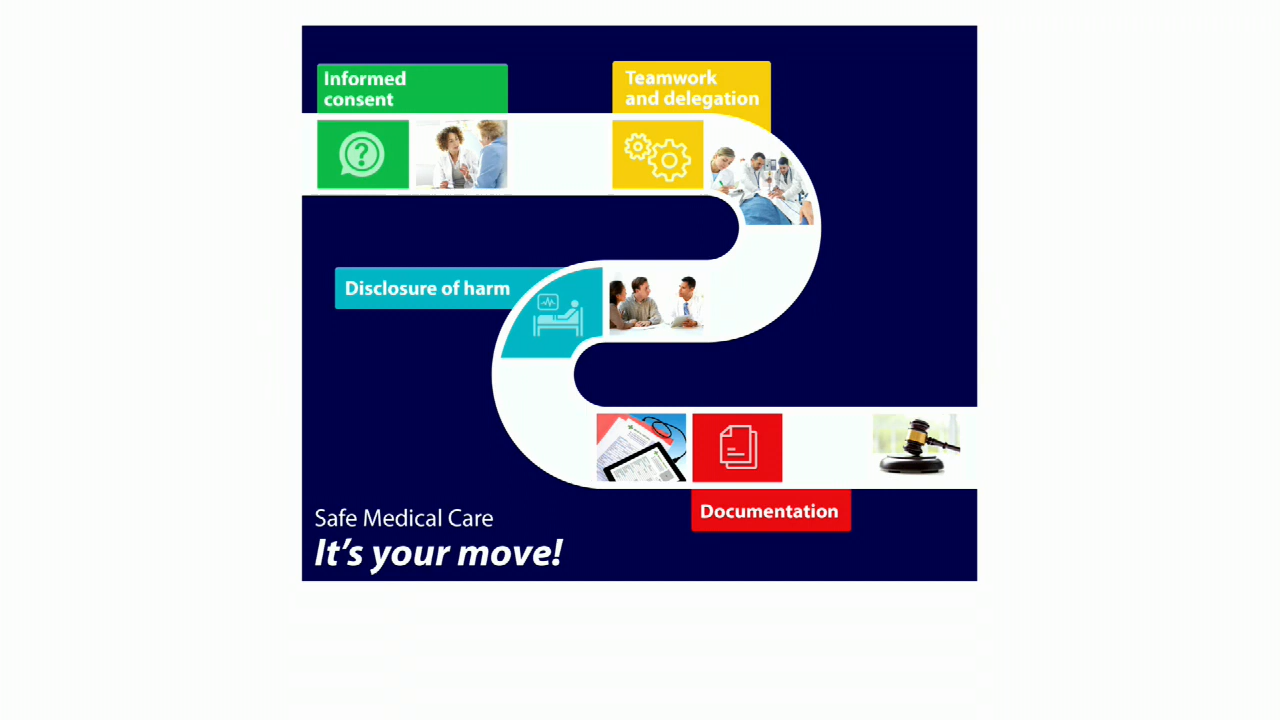 Informed
consent
Teamwork
and delegation
Disclosure of harm
Documentation
Safe Medical Care
It's your move!